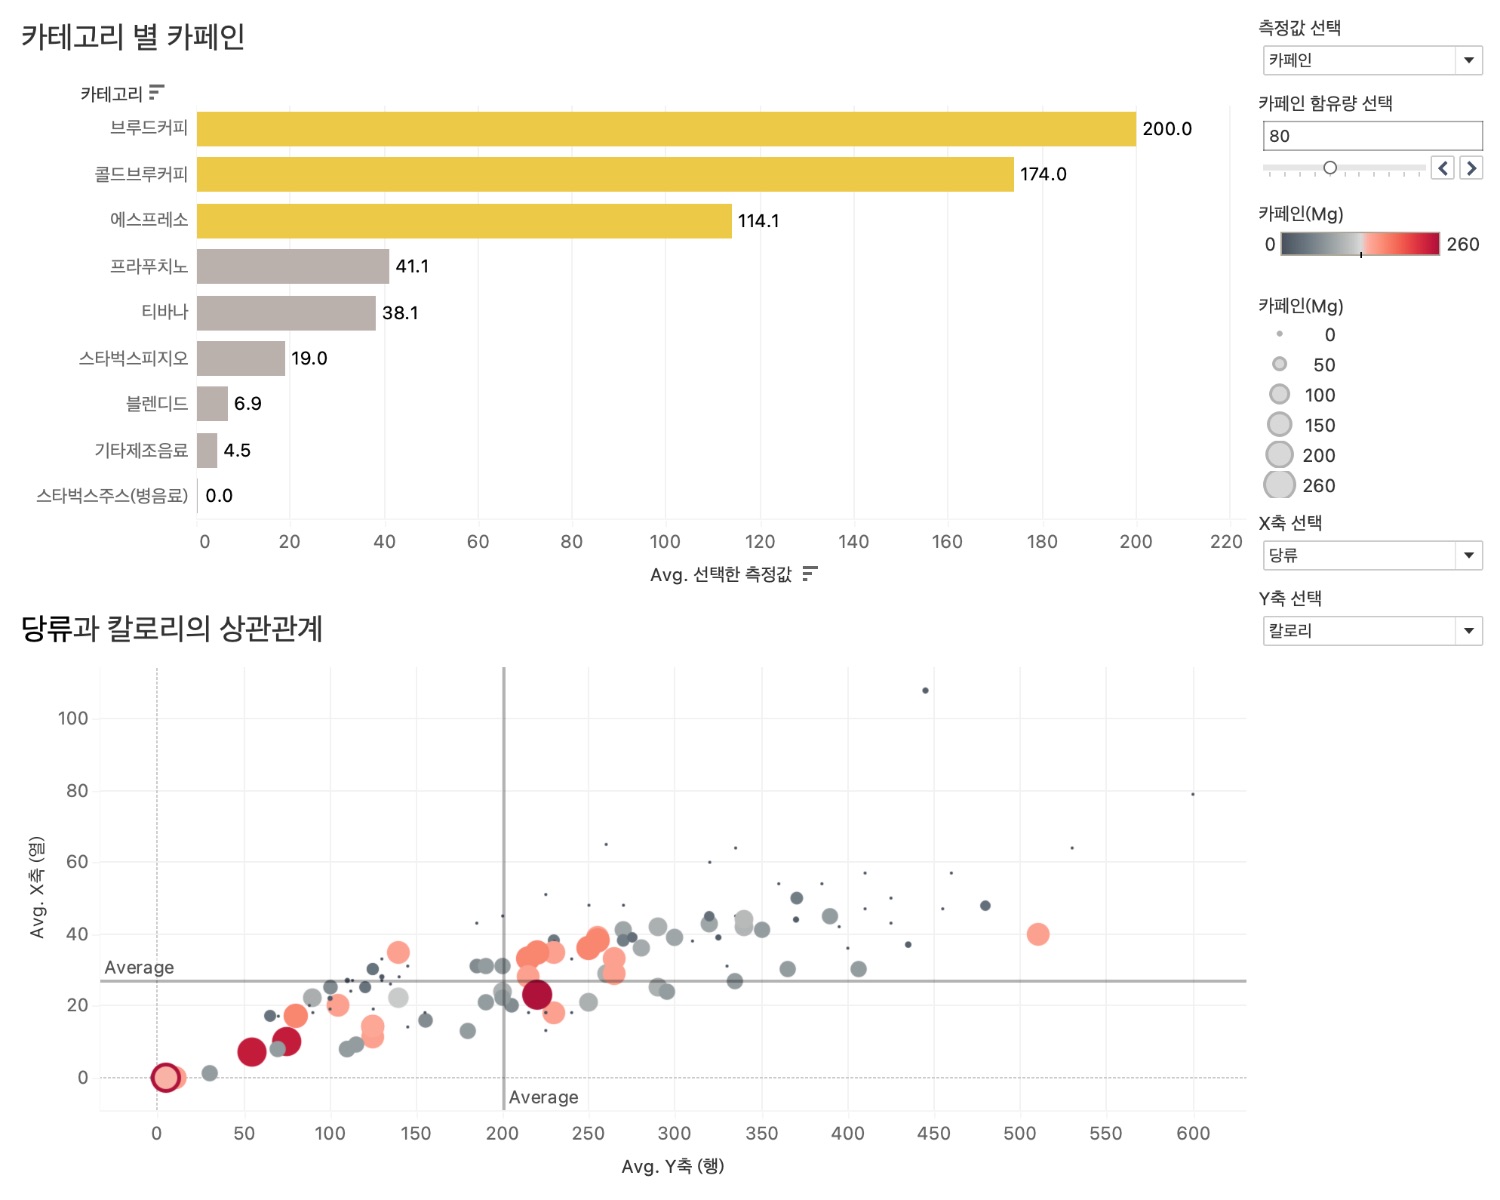 카테고리 별 카페인
카테고리
브루드커피
200.0
콜드브루커피
174.0
에스프레소
114.1
프라푸치노
41.1
티바나
38.1
스타벅스피지오
19.0
블렌디드
6.9
기타제조음료
4.5
스타벅스주스(병음료)
0.0
0 20 40 60 80 100 120 140 160 180 200 220
Avg. 선택한 측정값
측정값 선택
카페인
카페인 함유량 선택
80
카페인(Mg)
0 260
카페인(Mg)
0
50
100
150
200
260
X축 선택
당류
Y축 선택
칼로리
당류과 칼로리의 상관관계
Avg. X축 (열)
100
80
60
40
20
0
Average
Average
0 50 100 150 200 250 300 350 400 450 500 550 600
Avg. Y축 (행)